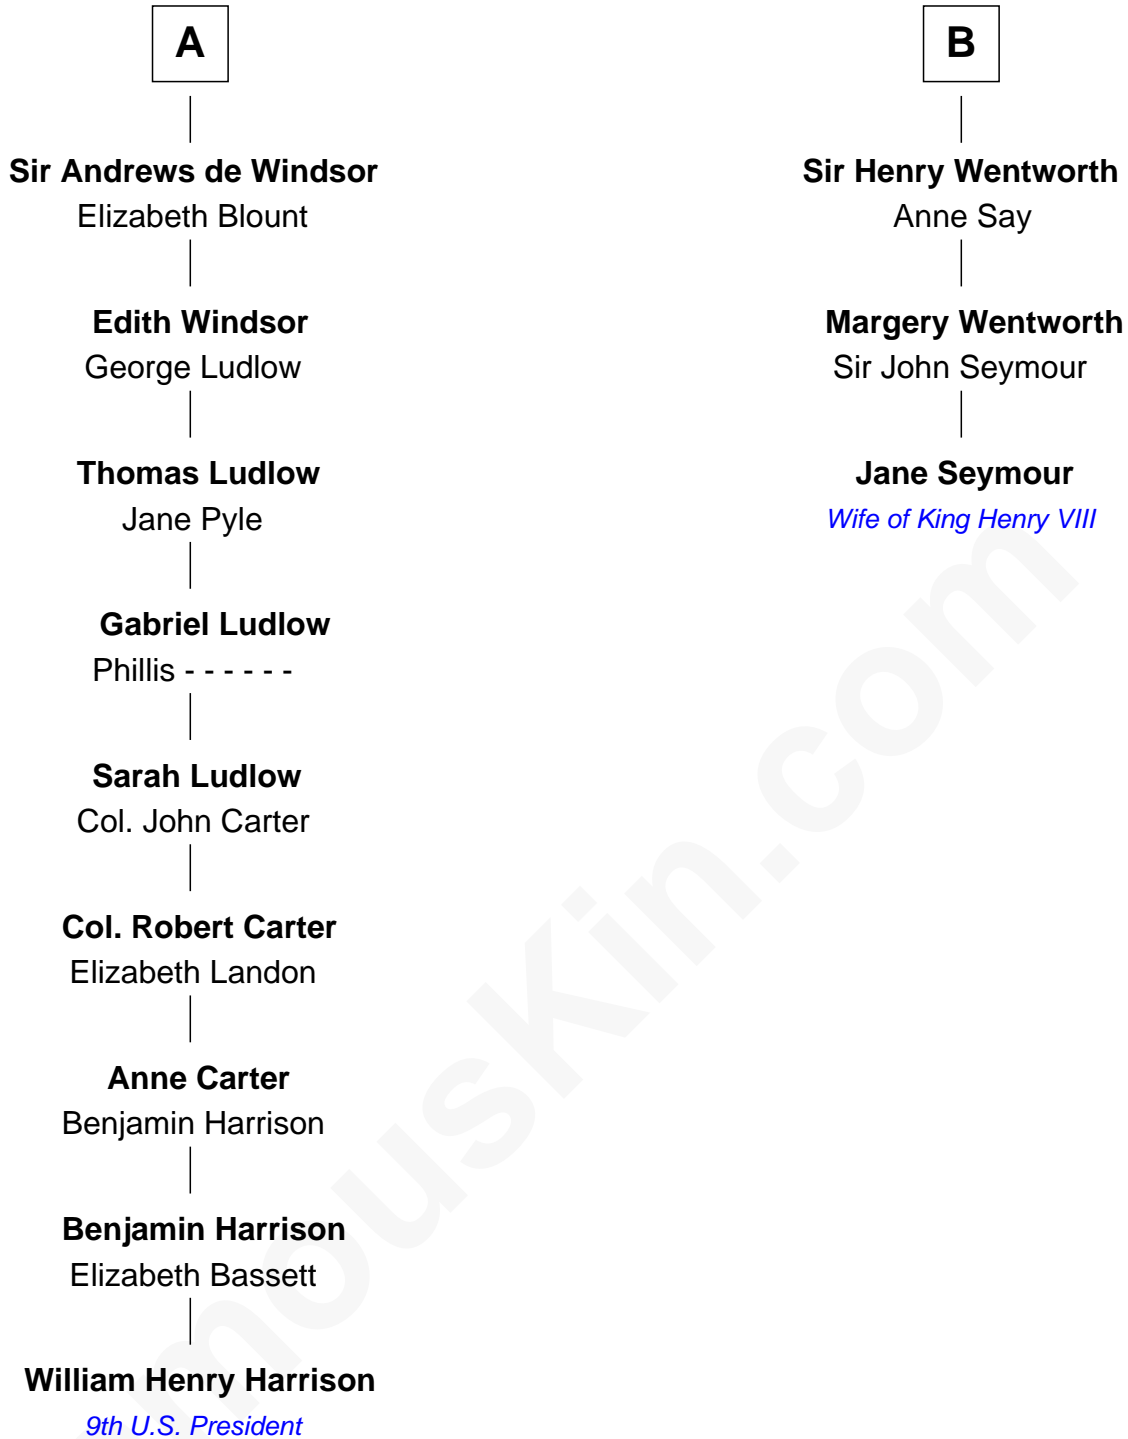 A
Sir Andrews de Windsor
Elizabeth Blount
Edith Windsor
George Ludlow
Thomas Ludlow
Jane Pyle
Gabriel Ludlow
Phillis - - - - - -
Sarah Ludlow
Col. John Carter
Col. Robert Carter
Elizabeth Landon
Anne Carter
Benjamin Harrison
Benjamin Harrison
Elizabeth Bassett
William Henry Harrison
9th U.S. President
B
Sir Henry Wentworth
Anne Say
Margery Wentworth
Sir John Seymour
Jane Seymour
Wife of King Henry VIII
mousKin.com